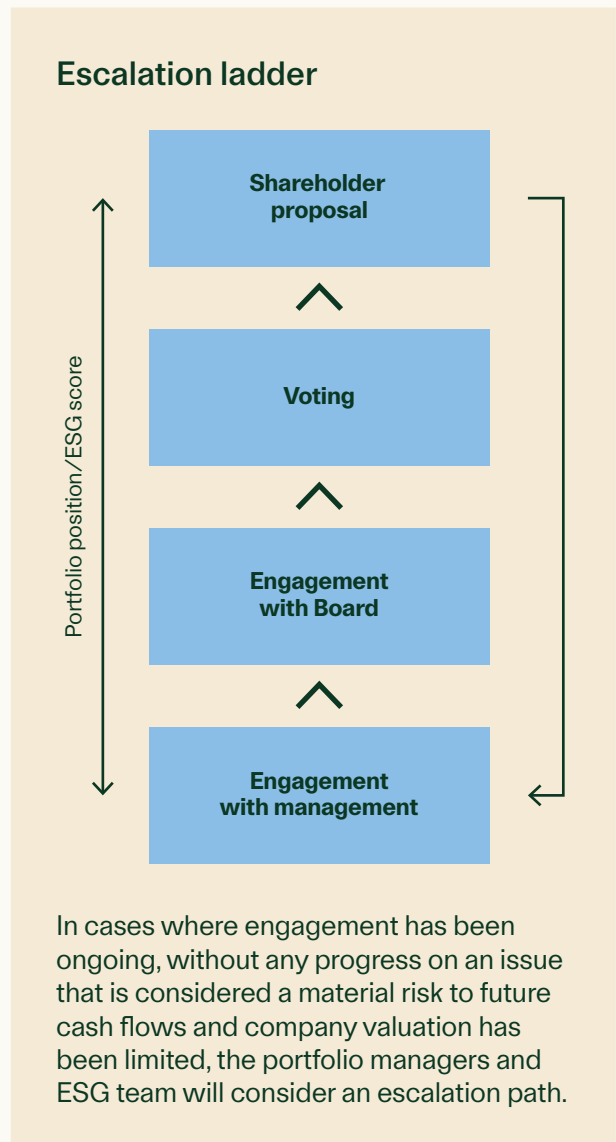 Escalation ladder
Shareholder
proposal
Voting
Portfolio position/ESG score
Engagement
with Board
Engagement
with management
In cases where engagement has been
ongoing, without any progress on an issue
that is considered a material risk to future
cash flows and company valuation has
been limited, the portfolio managers and
ESG team will consider an escalation path.